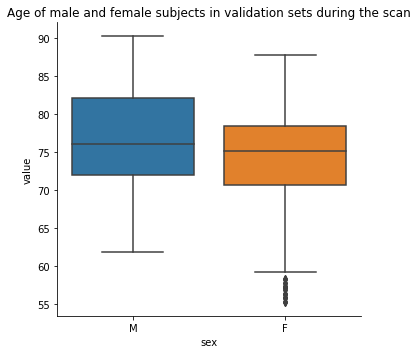 Age of male and female subjects in validation sets during the scan
90
85
80
75
70
65
60
55
value
M F
sex